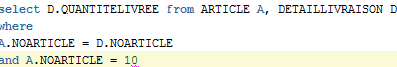 select D.QUANTITELIVREE from ARTICLE A, DETAILLIVRAISON D
where
A.NOARTICLE = D.NOARTICLE
and A.NOARTICLE = 10